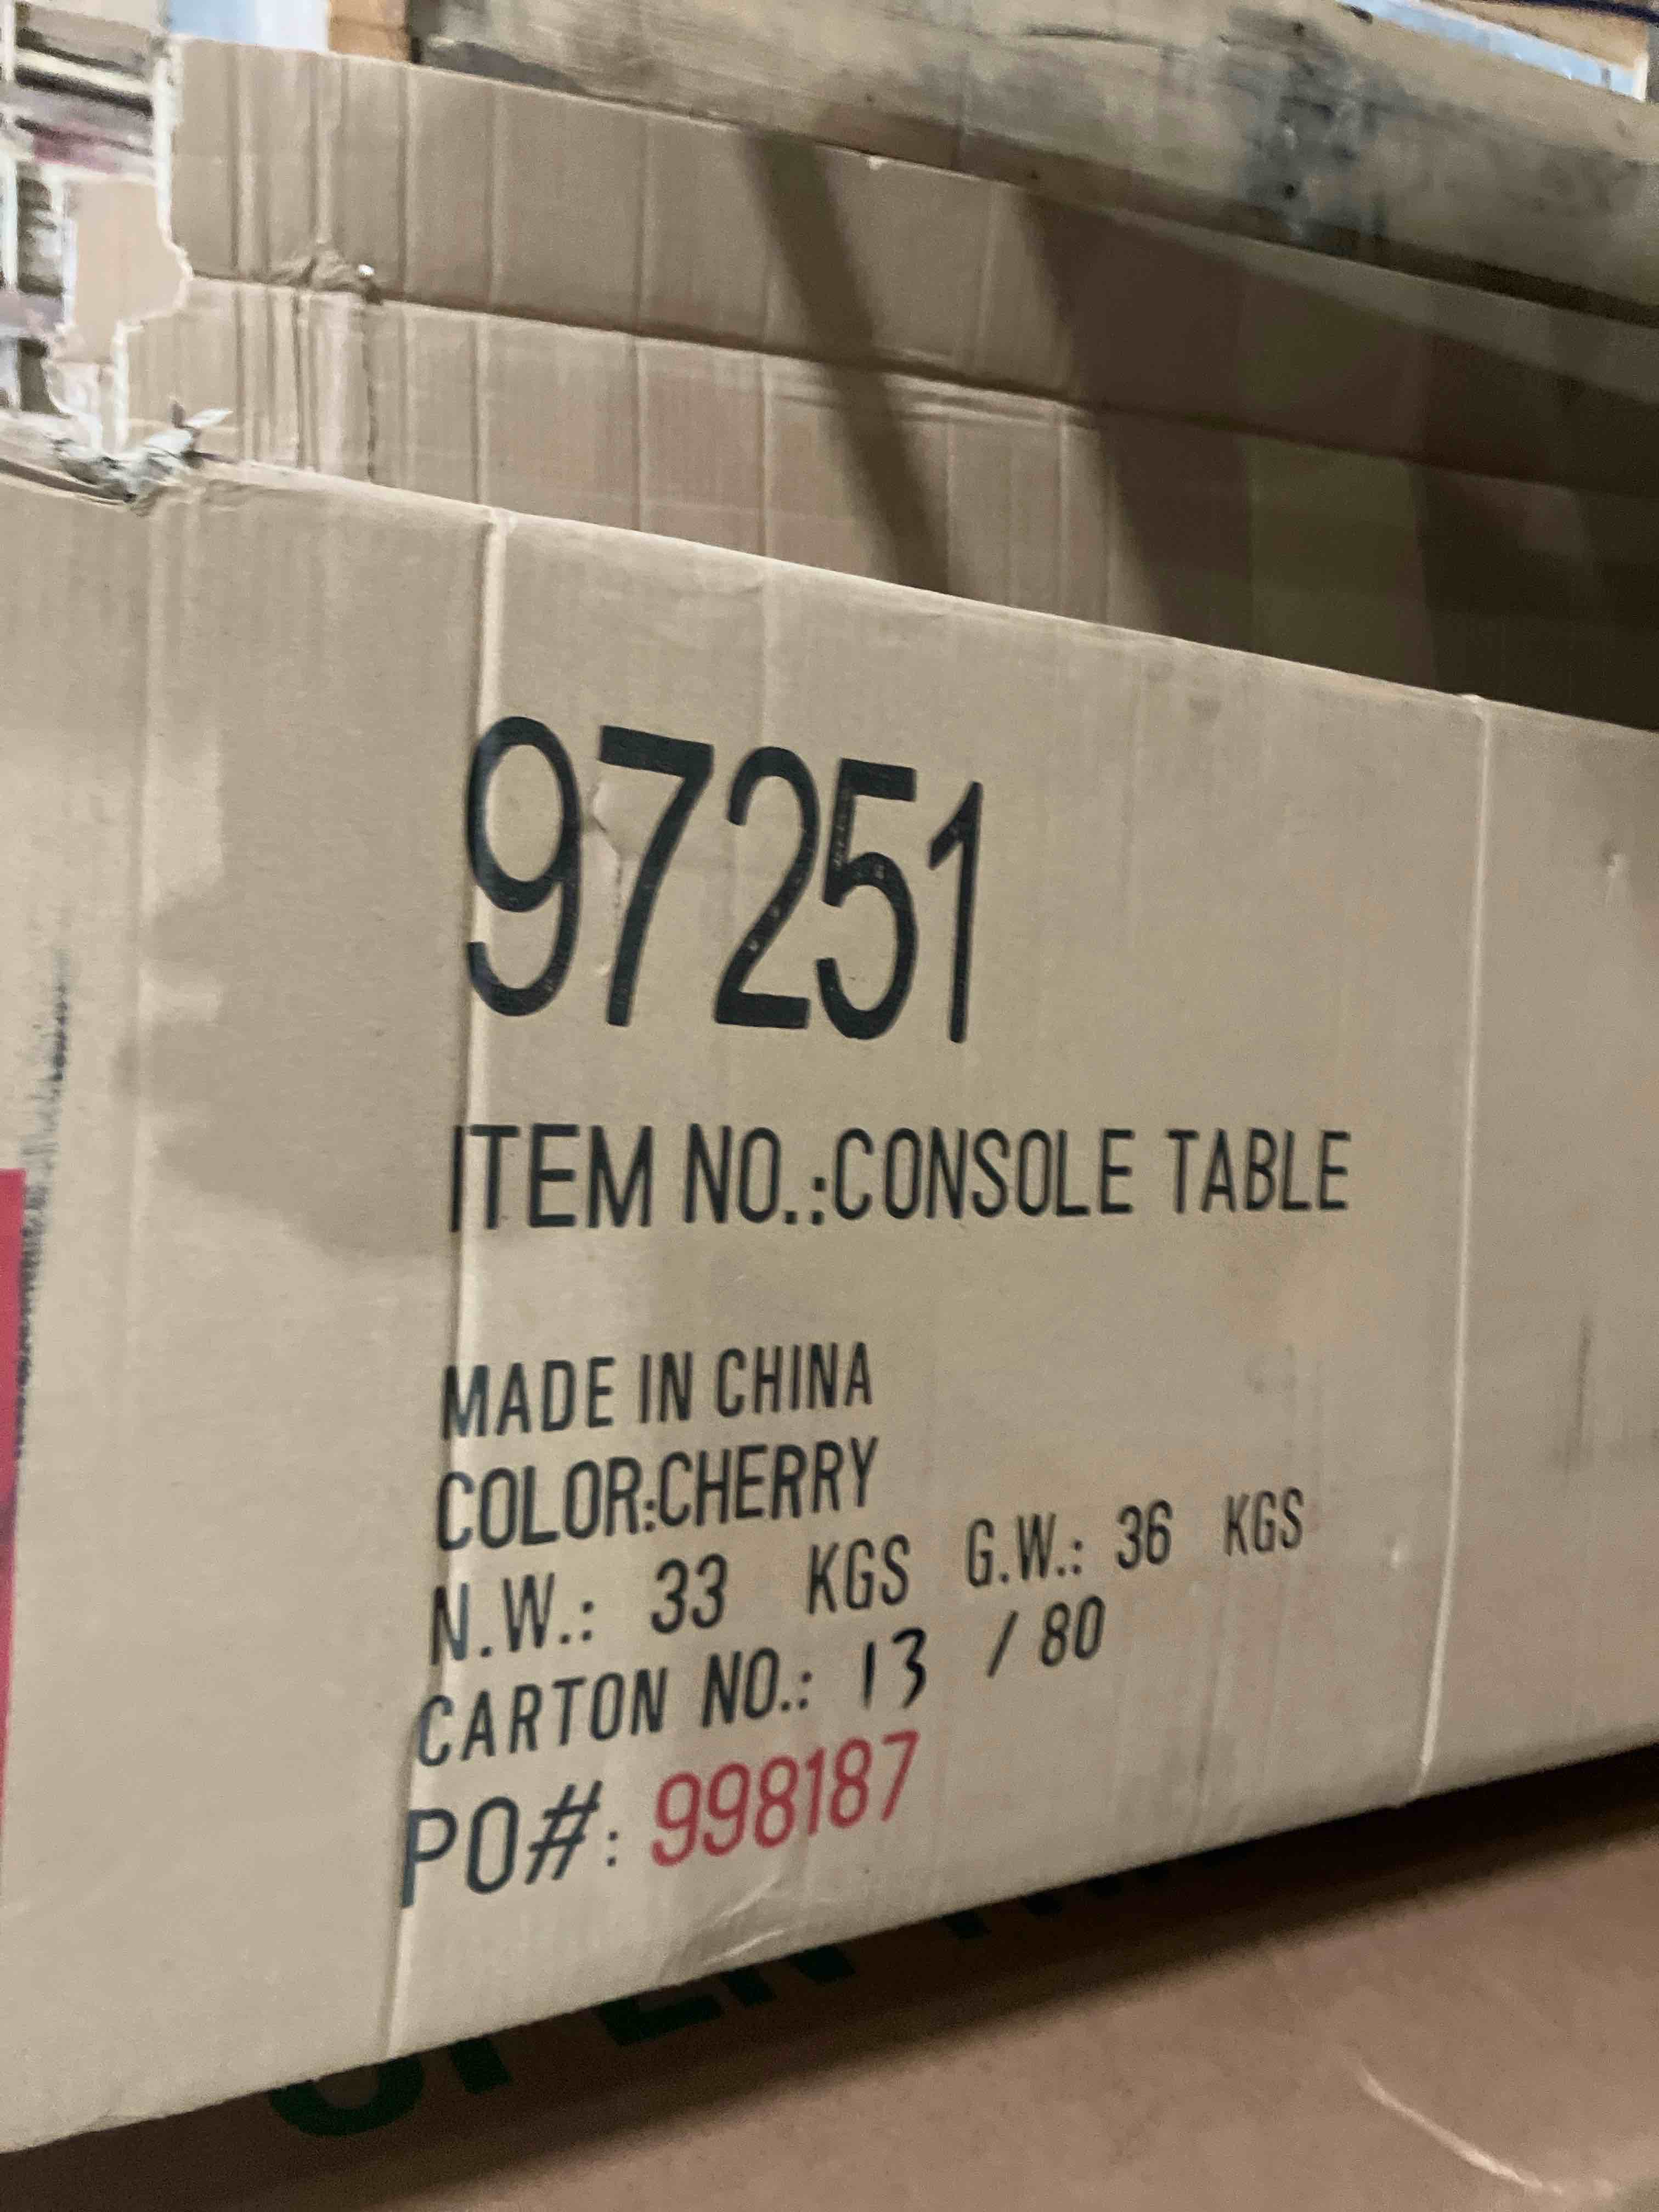 97251
ITEM NO.:CONSOLE TABLE
MADE IN CHINA
COLOR:CHERRY
N.W.: 33 KGS G.W.: 36 KGS
CARTON NO.: 13 / 80
PO#: 998187